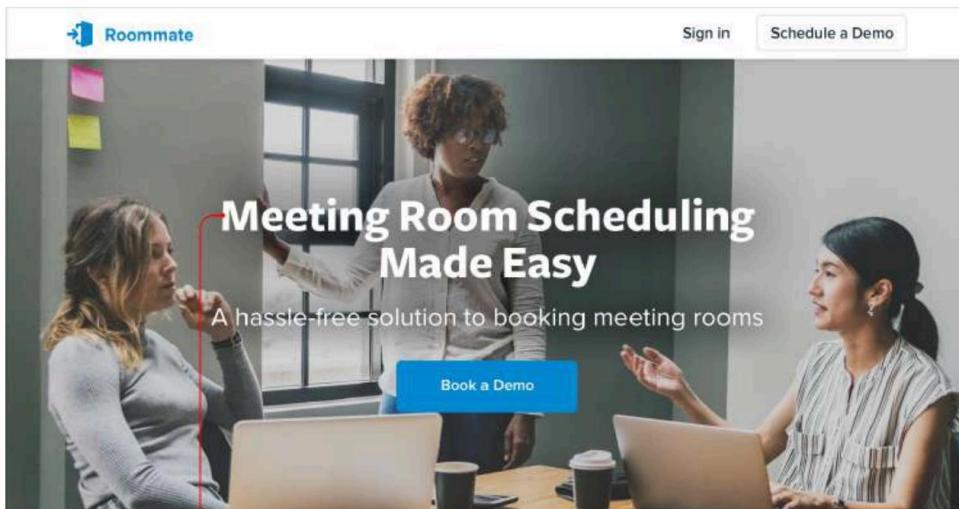 Roommate
Sign in
Schedule a Demo
Meeting Room Scheduling
Made Easy
A hassle-free solution to booking meeting rooms
Book a Demo